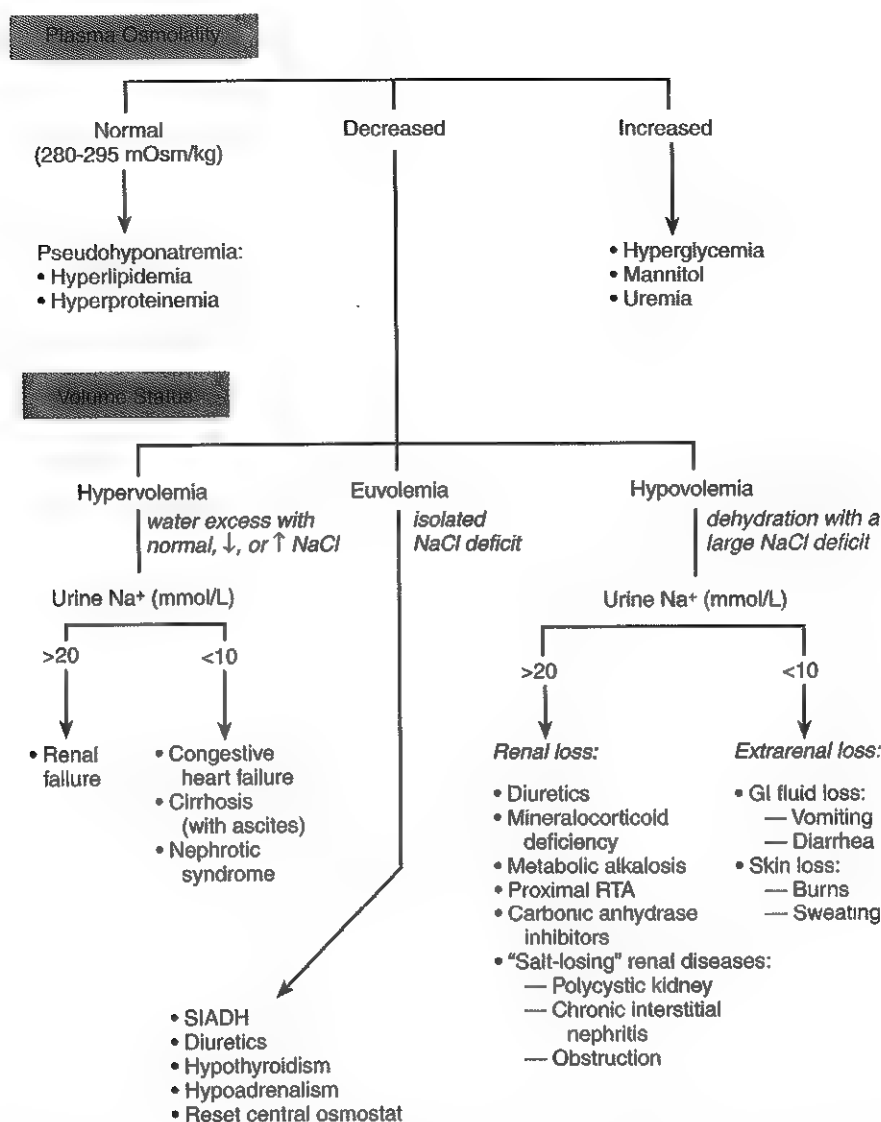 Plasma Osmolality
Normal
(280-295 mOsm/kg)
Decreased
Increased
Pseudohyponatremia:
• Hyperlipidemia
• Hyperproteinemia
• Hyperglycemia
• Mannitol
• Uremia
Volume Status
Hypervolemia
water excess with
normal, ↓, or ↑ NaCl
Euvolemia
isolated
NaCl deficit
Hypovolemia
dehydration with a
large NaCl deficit
Urine Na⁺ (mmol/L)
>20
<10
• Renal
failure
• Congestive
heart failure
• Cirrhosis
(with ascites)
• Nephrotic
syndrome
• SIADH
• Diuretics
• Hypothyroidism
• Hypoadrenalism
• Reset central osmostat
Urine Na⁺ (mmol/L)
>20
<10
Renal loss:
• Diuretics
• Mineralocorticoid
deficiency
• Metabolic alkalosis
• Proximal RTA
• Carbonic anhydrase
inhibitors
• "Salt-losing" renal diseases:
— Polycystic kidney
— Chronic interstitial
nephritis
— Obstruction
Extrarenal loss:
• GI fluid loss:
— Vomiting
— Diarrhea
• Skin loss:
— Burns
— Sweating